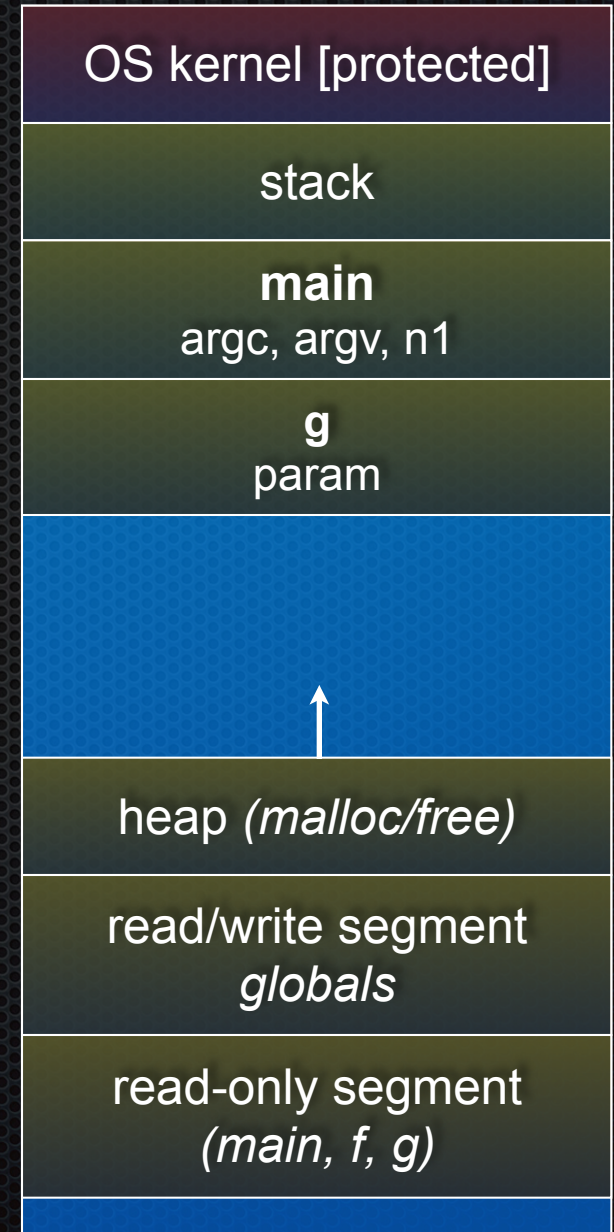 OS kernel [protected]
stack
main
argc, argv, n1
g
param
heap (malloc/free)
read/write segment
globals
read-only segment
(main, f, g)